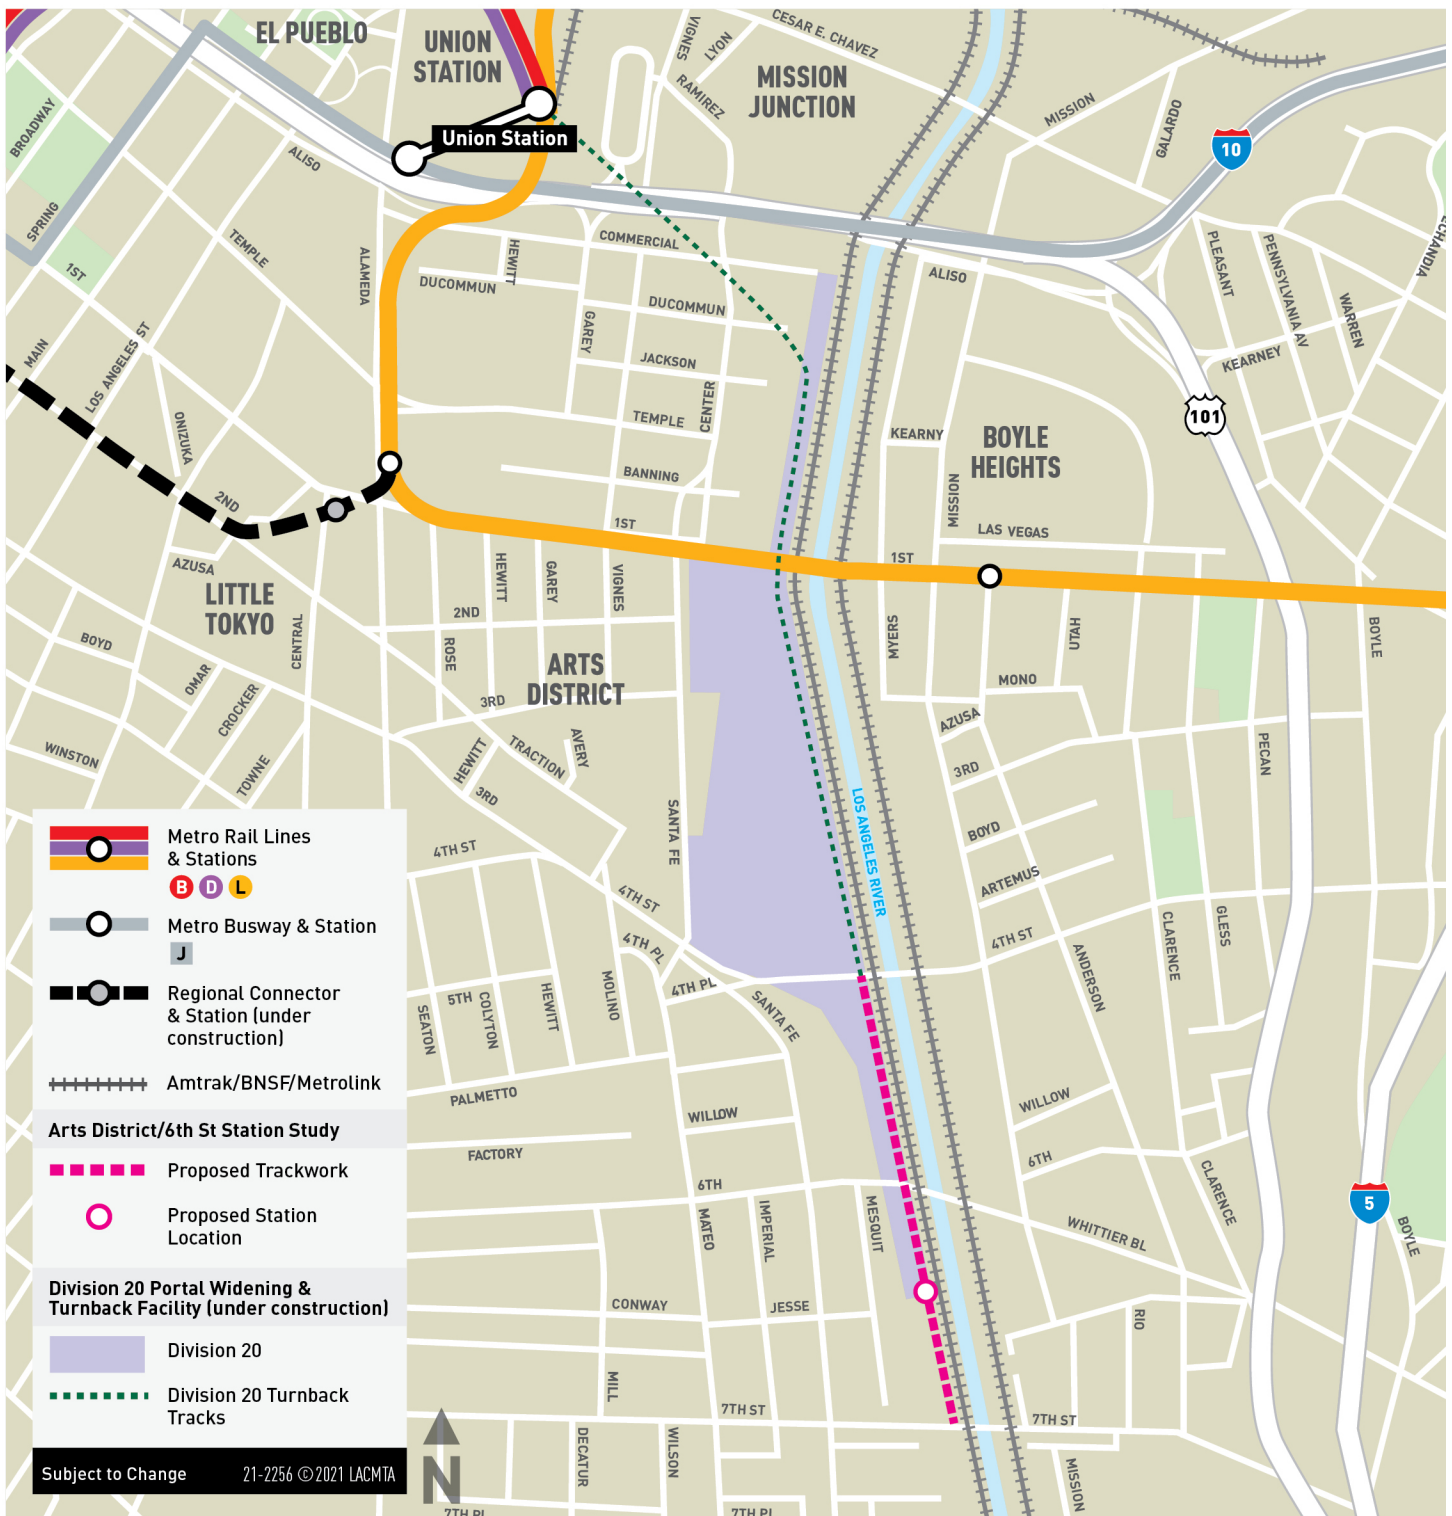 EL PUEBLO
UNION
STATION
VIGNES
LYON
CESAR E. CHAVEZ
MISSION
JUNCTION
RAMIREZ
MISSION
GALARDO
10
BROADWAY
Union Station
ALISO
SPRING
1ST
TEMPLE
ALAMEDA
HEWITT
COMMERCIAL
DUCOMMUN
DUCOMMUN
ALISO
PLEASANT
PENNSYLVANIA AV
WARREN
ECHANDIA
MAIN
LOS ANGELES ST
GAREY
JACKSON
KEARNEY
ONIZUKA
TEMPLE
CENTER
101
KEARNY
BOYLE
HEIGHTS
BANNING
MISSION
2ND
1ST
LAS VEGAS
1ST
AZUSA
LITTLE
TOKYO
HEWITT
GAREY
VIGNES
2ND
CENTRAL
ROSE
MYERS
UTAH
BOYLE
BOYD
OMAR
CROCKER
ARTS
DISTRICT
3RD
MONO
AZUSA
WINSTON
TOWNE
HEWITT
TRACTION
AVERY
3RD
3RD
PECAN
SANTA FE
LOS ANGELES RIVER
BOYD
4TH ST
ARTEMUS
4TH ST
4TH PL
4TH ST
CLARENCE
GLESS
ANDERSON
4TH PL
SANTA FE
MOLINO
HEWITT
5TH
COLYTON
SEATON
PALMETTO
WILLOW
WILLOW
FACTORY
6TH
6TH
CLARENCE
MATEO
IMPERIAL
MESQUIT
WHITTIER BL
5
BOYLE
CONWAY
JESSE
RIO
MILL
7TH ST
7TH ST
DECATUR
WILSON
MISSION
7TH PL
7TH PL
N
Metro Rail Lines
& Stations
B D L
Metro Busway & Station
J
Regional Connector
& Station (under
construction)
Amtrak/BNSF/Metrolink
Arts District/6th St Station Study
Proposed Trackwork
Proposed Station
Location
Division 20 Portal Widening &
Turnback Facility (under construction)
Division 20
Division 20 Turnback
Tracks
Subject to Change 21-2256 ©2021 LACMTA